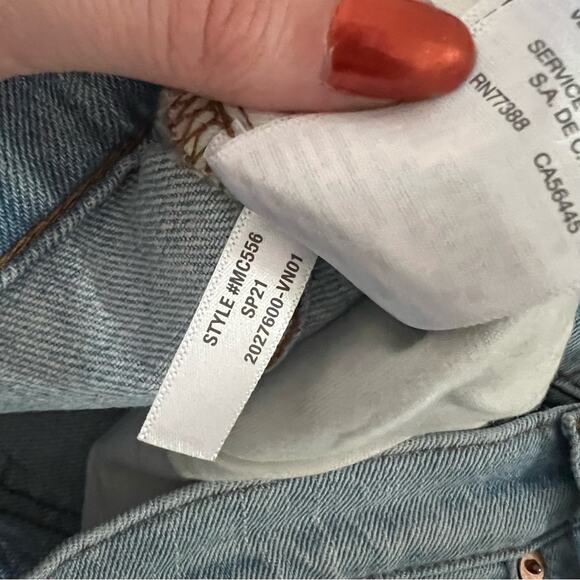 STYLE #MC556
SP21
2027600-VN01
SERVICE
S.A. DE C
RN77388
CA56445